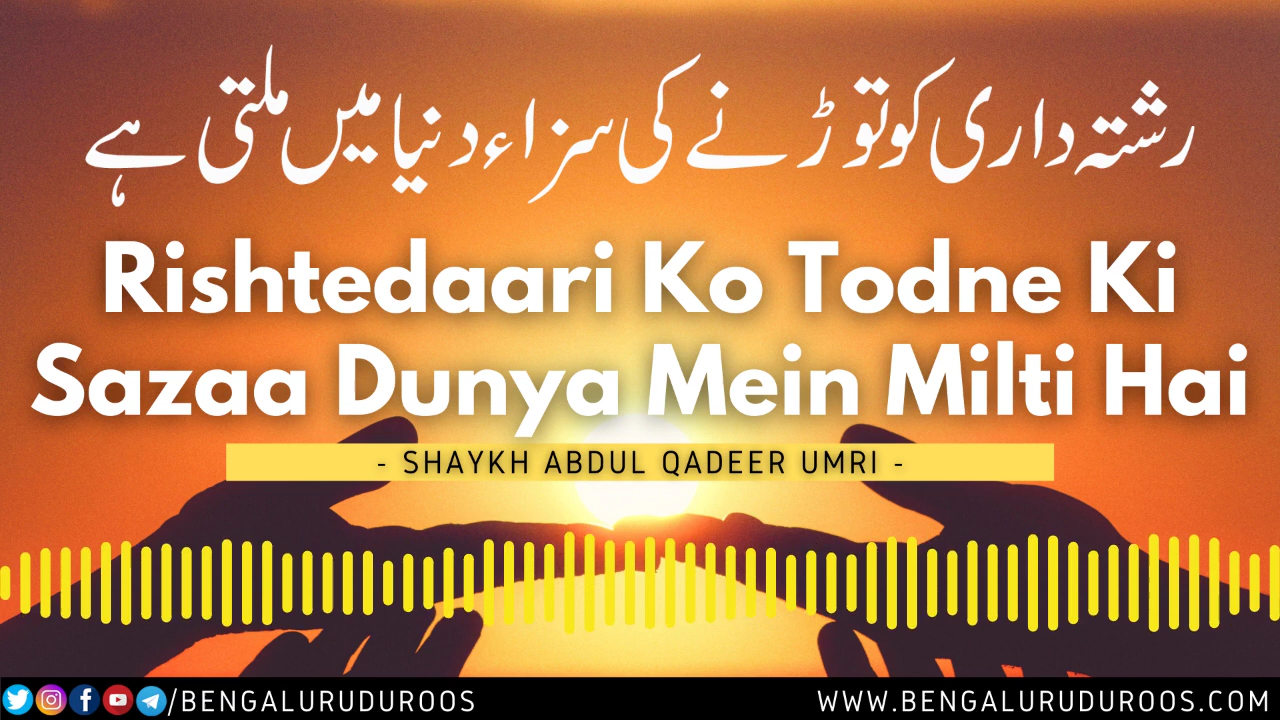 رشتہ داری کو توڑنے کی سزاء دنیا میں ملتی ہے
Rishtedaari Ko Todne Ki
Sazaa Dunya Mein Milti Hai
- SHAYKH ABDUL QADEER UMRI -
/BENGALURUDUROOS
WWW.BENGALURUDUROOS.COM